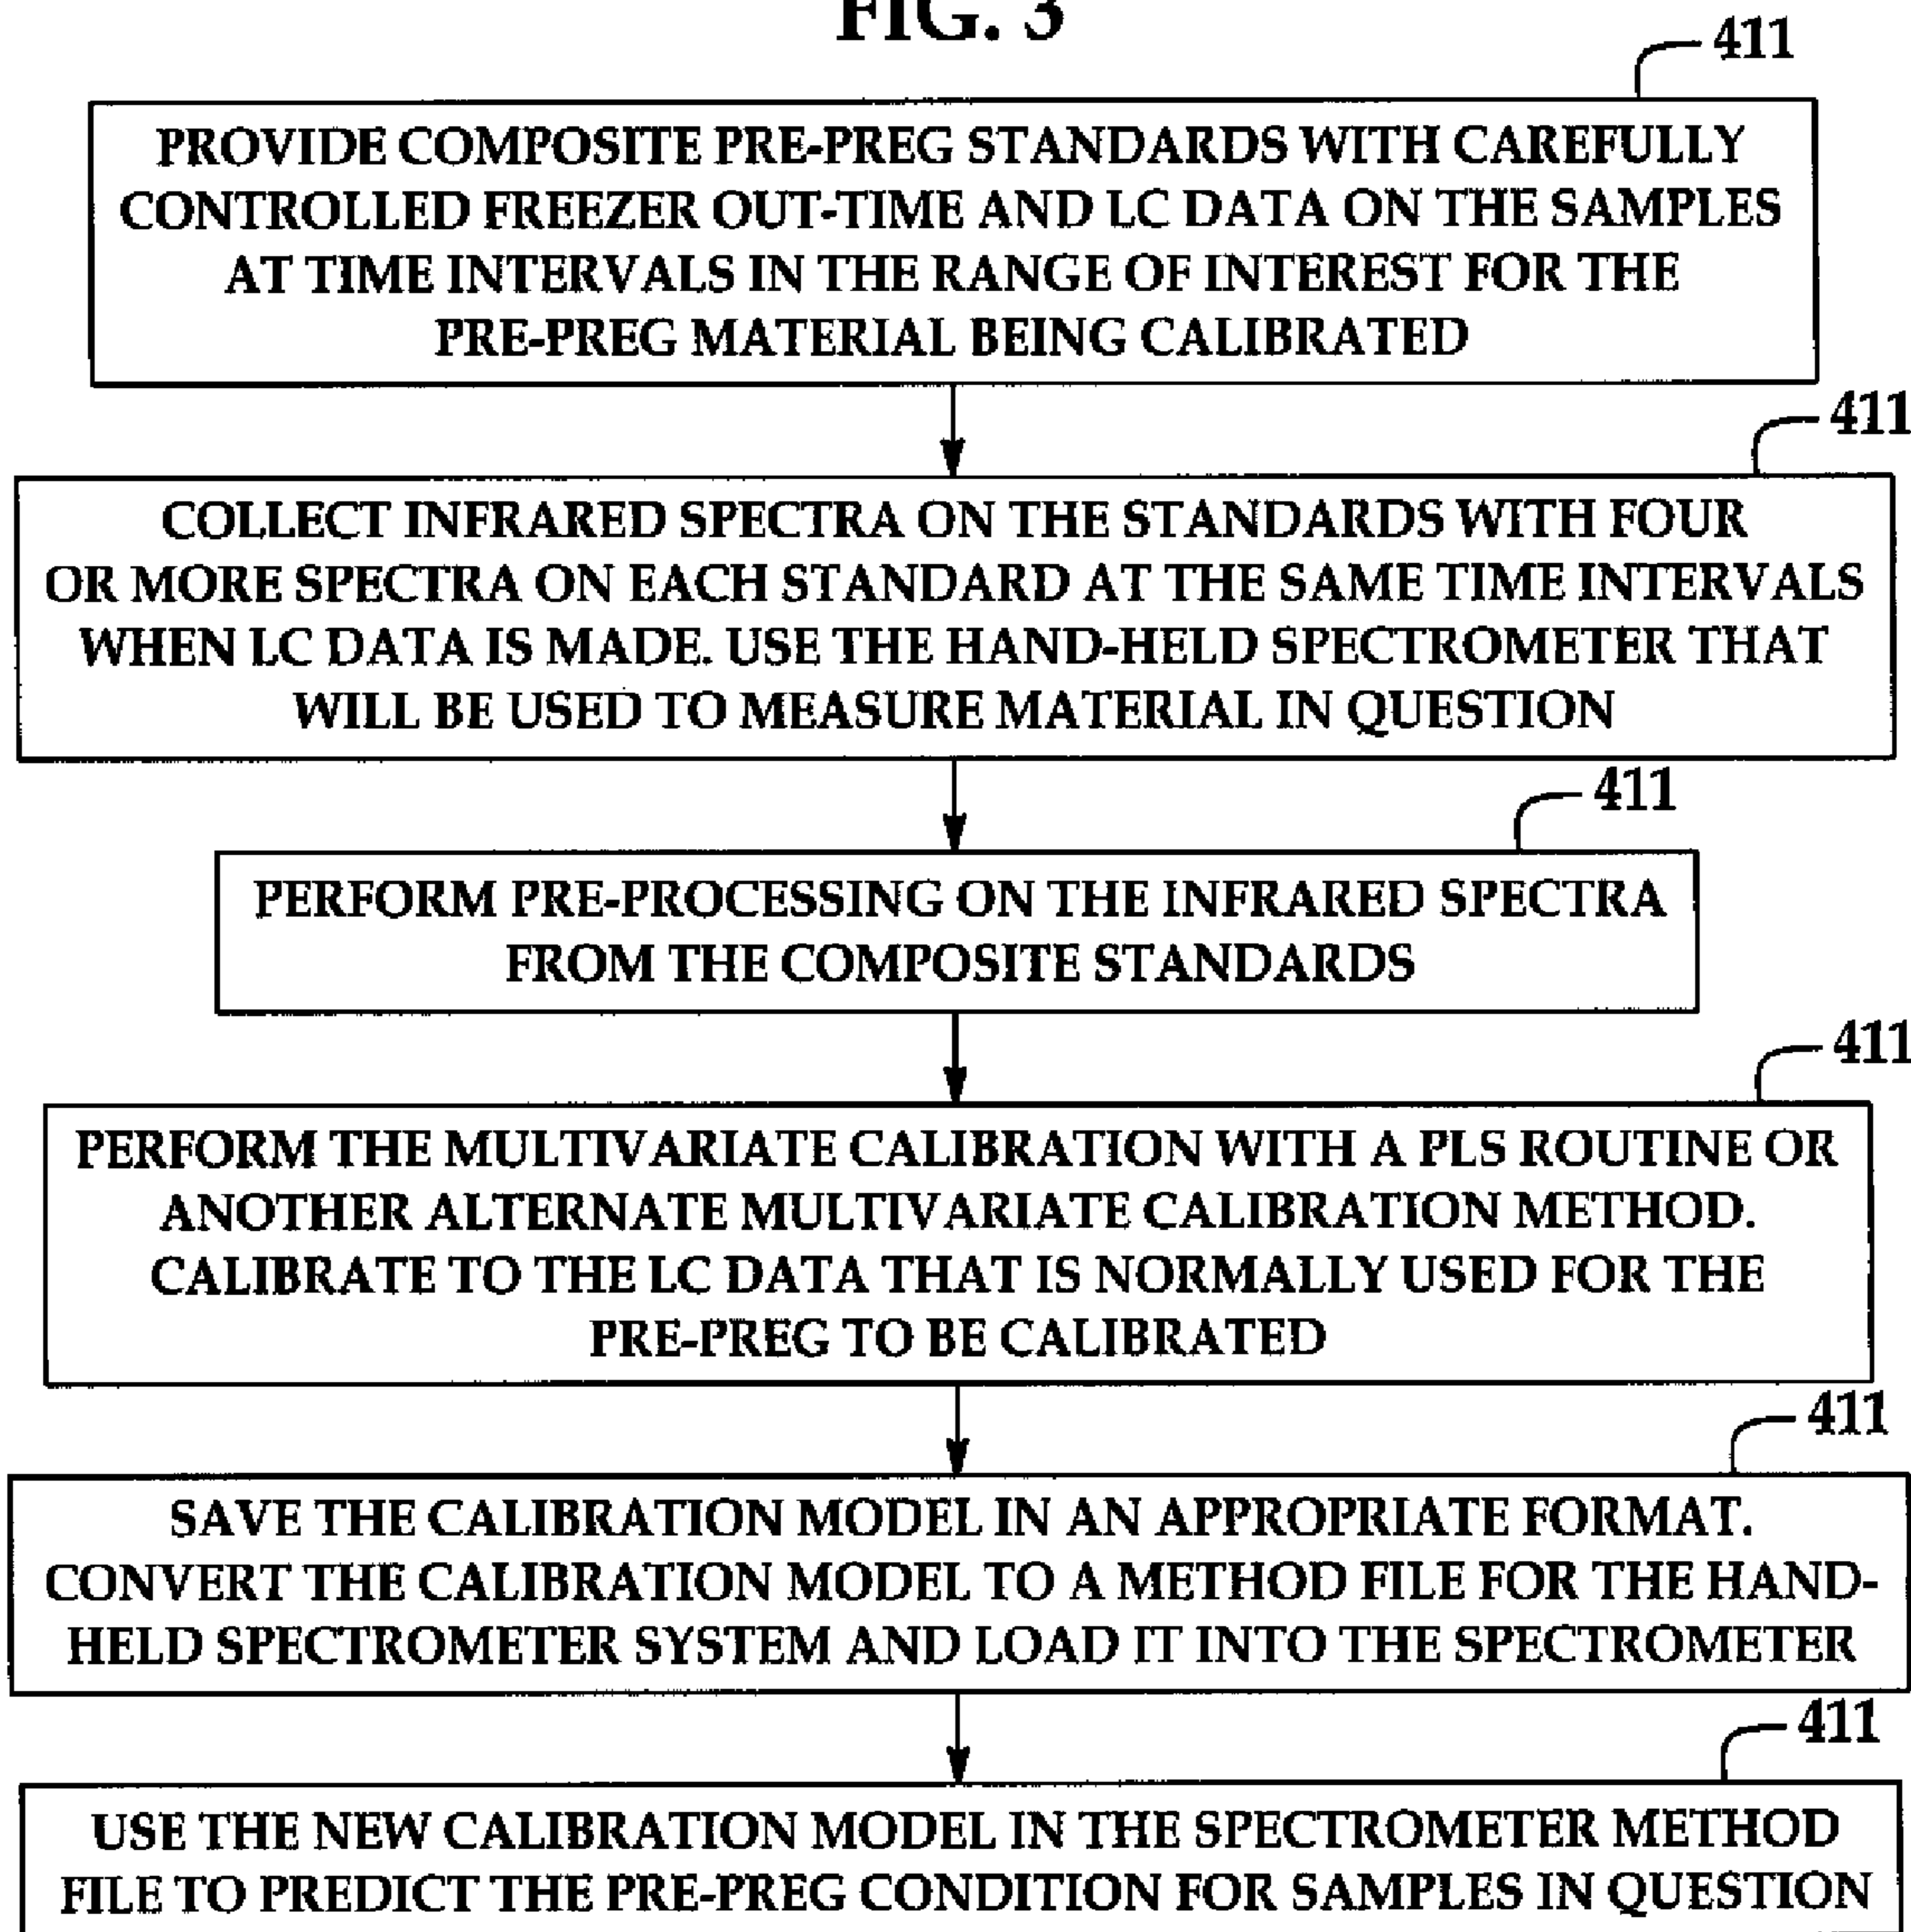 FIG. 3
411
PROVIDE COMPOSITE PRE-PREG STANDARDS WITH CAREFULLY
CONTROLLED FREEZER OUT-TIME AND LC DATA ON THE SAMPLES
AT TIME INTERVALS IN THE RANGE OF INTEREST FOR THE
PRE-PREG MATERIAL BEING CALIBRATED
411
COLLECT INFRARED SPECTRA ON THE STANDARDS WITH FOUR
OR MORE SPECTRA ON EACH STANDARD AT THE SAME TIME INTERVALS
WHEN LC DATA IS MADE. USE THE HAND-HELD SPECTROMETER THAT
WILL BE USED TO MEASURE MATERIAL IN QUESTION
411
PERFORM PRE-PROCESSING ON THE INFRARED SPECTRA
FROM THE COMPOSITE STANDARDS
411
PERFORM THE MULTIVARIATE CALIBRATION WITH A PLS ROUTINE OR
ANOTHER ALTERNATE MULTIVARIATE CALIBRATION METHOD.
CALIBRATE TO THE LC DATA THAT IS NORMALLY USED FOR THE
PRE-PREG TO BE CALIBRATED
411
SAVE THE CALIBRATION MODEL IN AN APPROPRIATE FORMAT.
CONVERT THE CALIBRATION MODEL TO A METHOD FILE FOR THE HAND-
HELD SPECTROMETER SYSTEM AND LOAD IT INTO THE SPECTROMETER
411
USE THE NEW CALIBRATION MODEL IN THE SPECTROMETER METHOD
FILE TO PREDICT THE PRE-PREG CONDITION FOR SAMPLES IN QUESTION